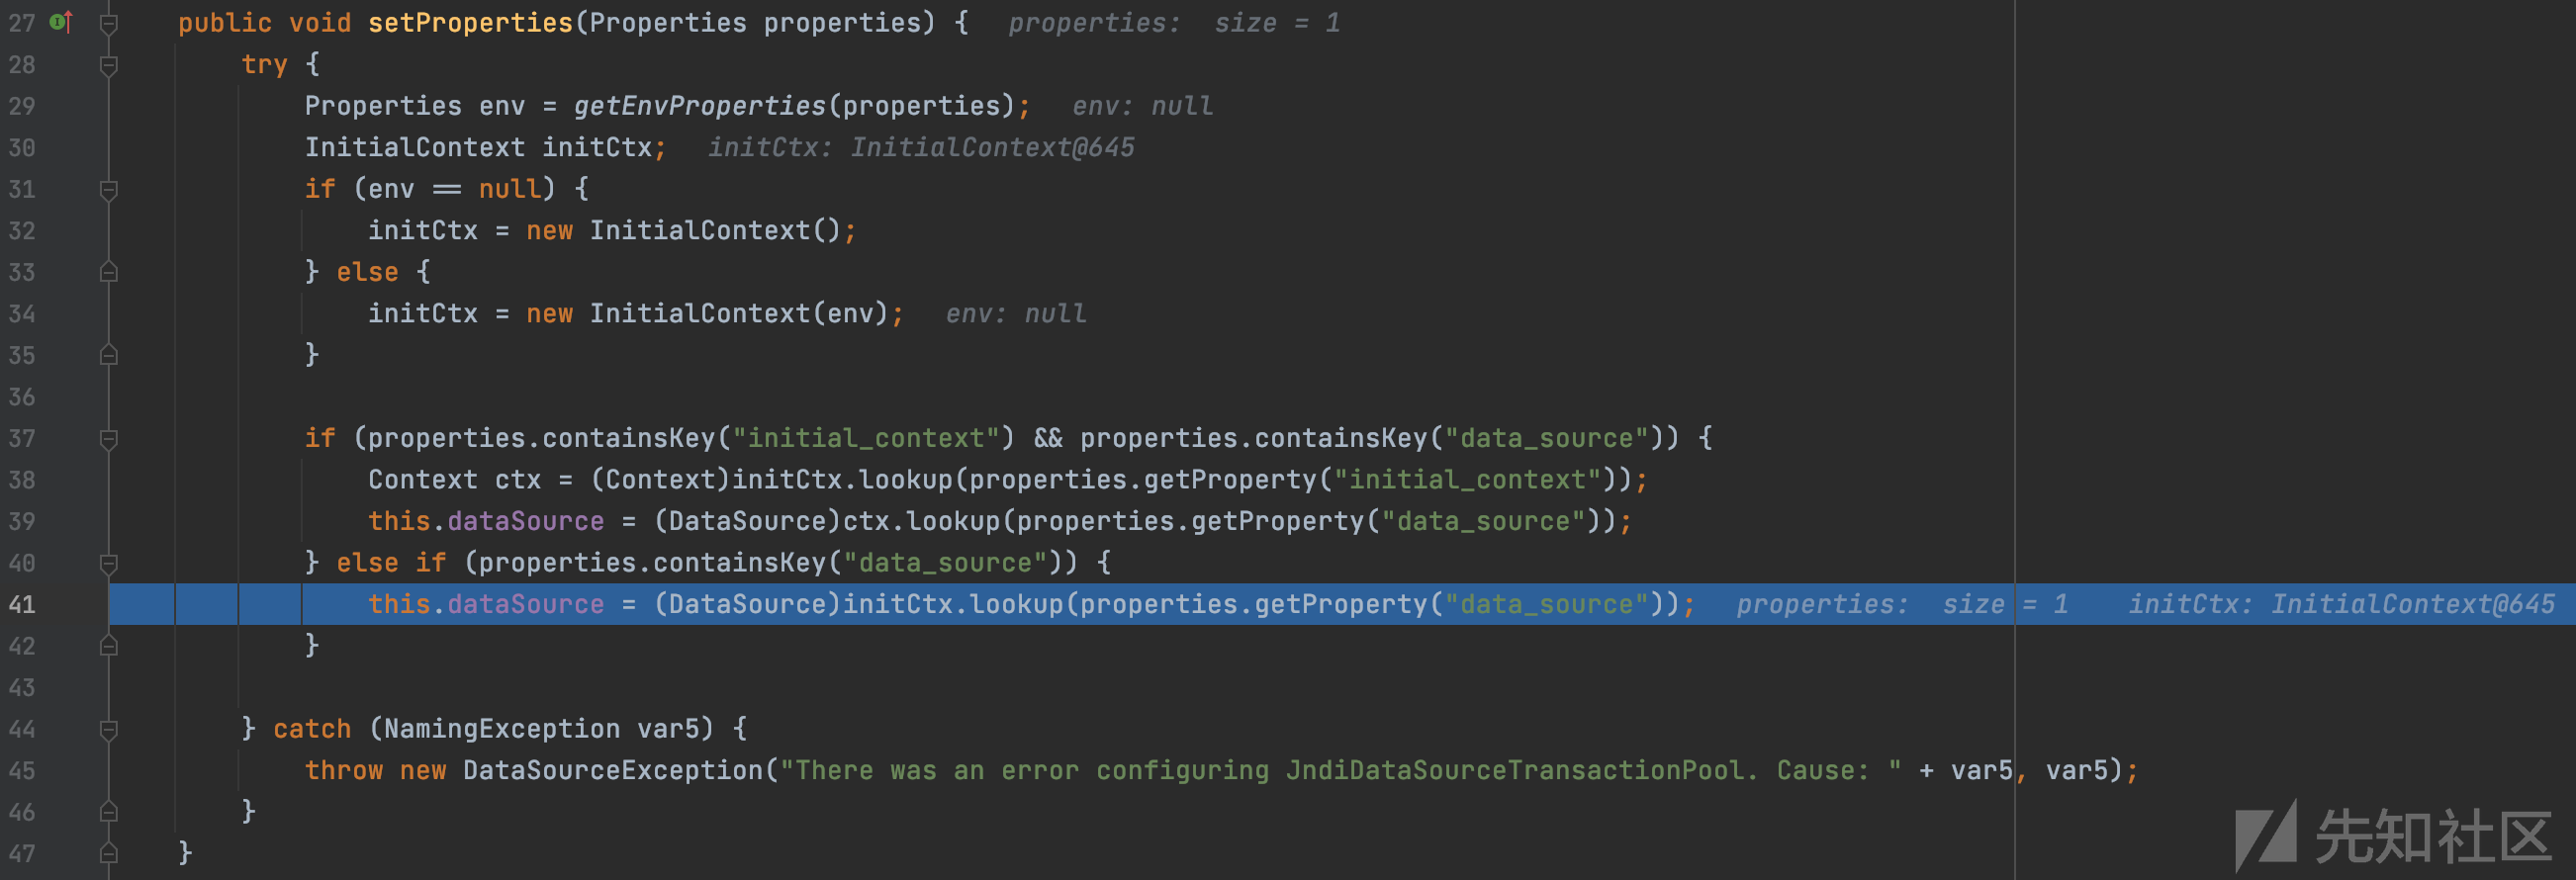 27 public void setProperties(Properties properties) { properties: size = 1
28 try {
29 Properties env = getEnvProperties(properties); env: null
30 InitialContext initCtx; initCtx: InitialContext@645
31 if (env == null) {
32 initCtx = new InitialContext();
33 } else {
34 initCtx = new InitialContext(env); env: null
35 }
36
37 if (properties.containsKey("initial_context") && properties.containsKey("data_source")) {
38 Context ctx = (Context)initCtx.lookup(properties.getProperty("initial_context"));
39 this.dataSource = (DataSource)ctx.lookup(properties.getProperty("data_source"));
40 } else if (properties.containsKey("data_source")) {
41 this.dataSource = (DataSource)initCtx.lookup(properties.getProperty("data_source")); properties: size = 1 initCtx: InitialContext@645
42 }
43
44 } catch (NamingException var5) {
45 throw new DataSourceException("There was an error configuring JndiDataSourceTransactionPool. Cause: " + var5, var5);
46 }
47 }
先知社区